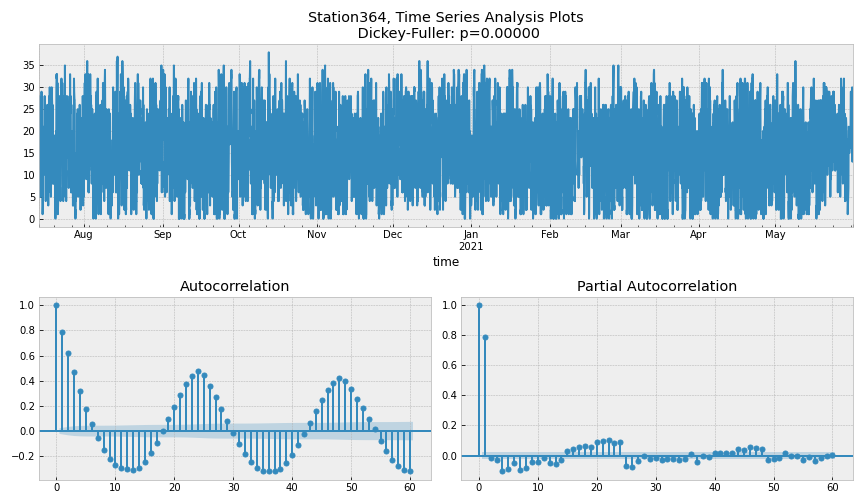 Station364, Time Series Analysis Plots
Dickey-Fuller: p=0.00000
35
30
25
20
15
10
5
0
Aug Sep Oct Nov Dec Jan Feb Mar Apr May
2021
time
Autocorrelation
1.0
0.8
0.6
0.4
0.2
0.0
−0.2
0 10 20 30 40 50 60
Partial Autocorrelation
1.0
0.8
0.6
0.4
0.2
0.0
0 10 20 30 40 50 60